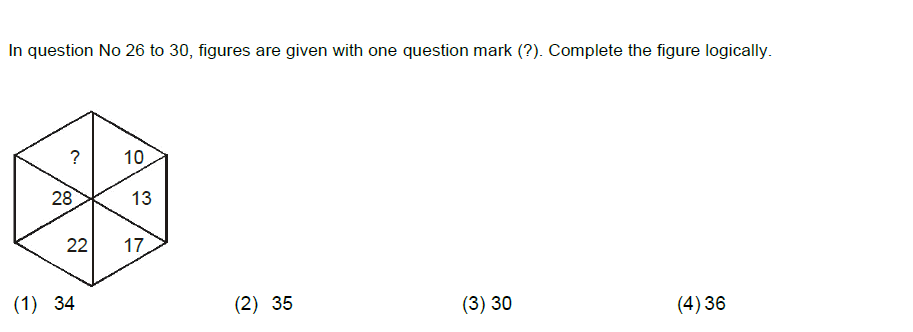 In question No 26 to 30, figures are given with one question mark (?). Complete the figure logically.
? 10
28 13
22 17
(1) 34 (2) 35 (3) 30 (4) 36